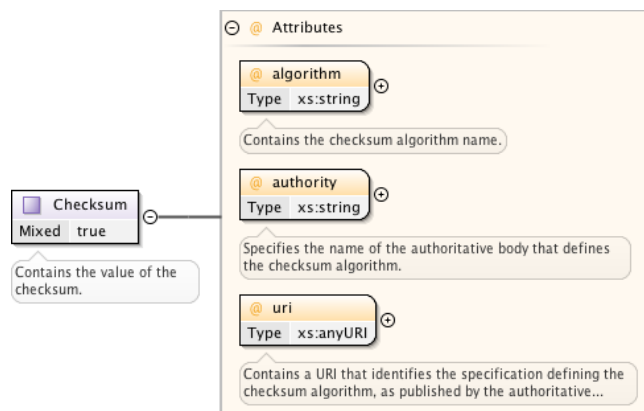 @ Attributes
@ algorithm
Type xs:string
Contains the checksum algorithm name.
@ authority
Type xs:string
Specifies the name of the authoritative body that defines
the checksum algorithm.
Checksum
Mixed true
Contains the value of the
checksum.
@ uri
Type xs:anyURI
Contains a URI that identifies the specification defining the
checksum algorithm, as published by the authoritative...